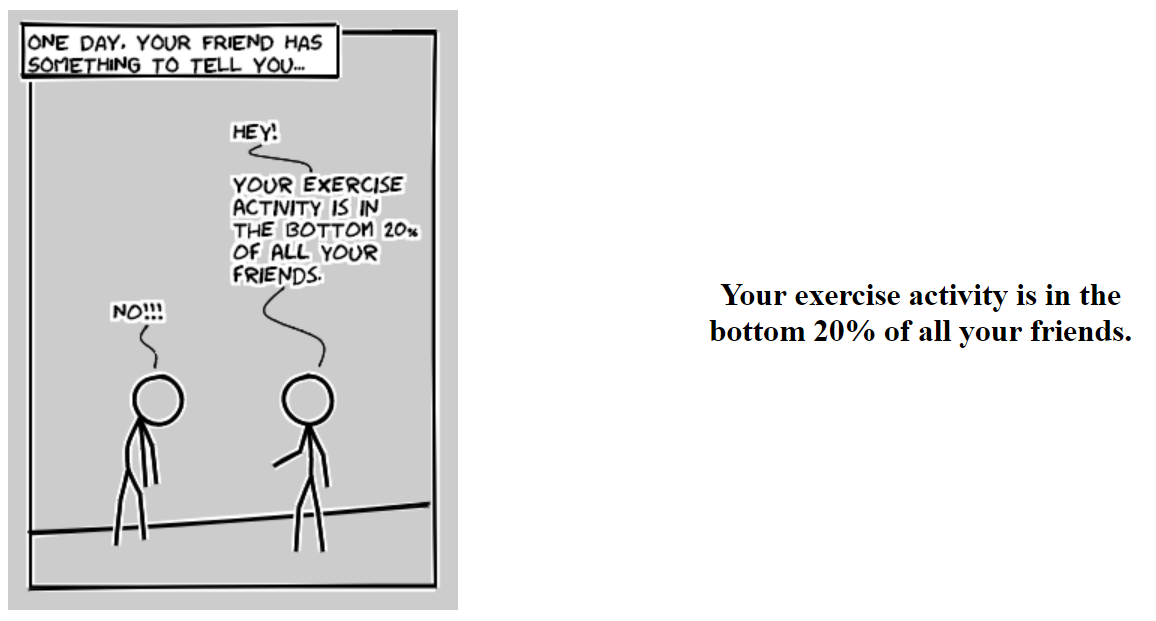 ONE DAY, YOUR FRIEND HAS
SOMETHING TO TELL YOU...
HEY!
YOUR EXERCISE
ACTIVITY IS IN
THE BOTTOM 20%
OF ALL YOUR
FRIENDS.
NO!!!
Your exercise activity is in the
bottom 20% of all your friends.